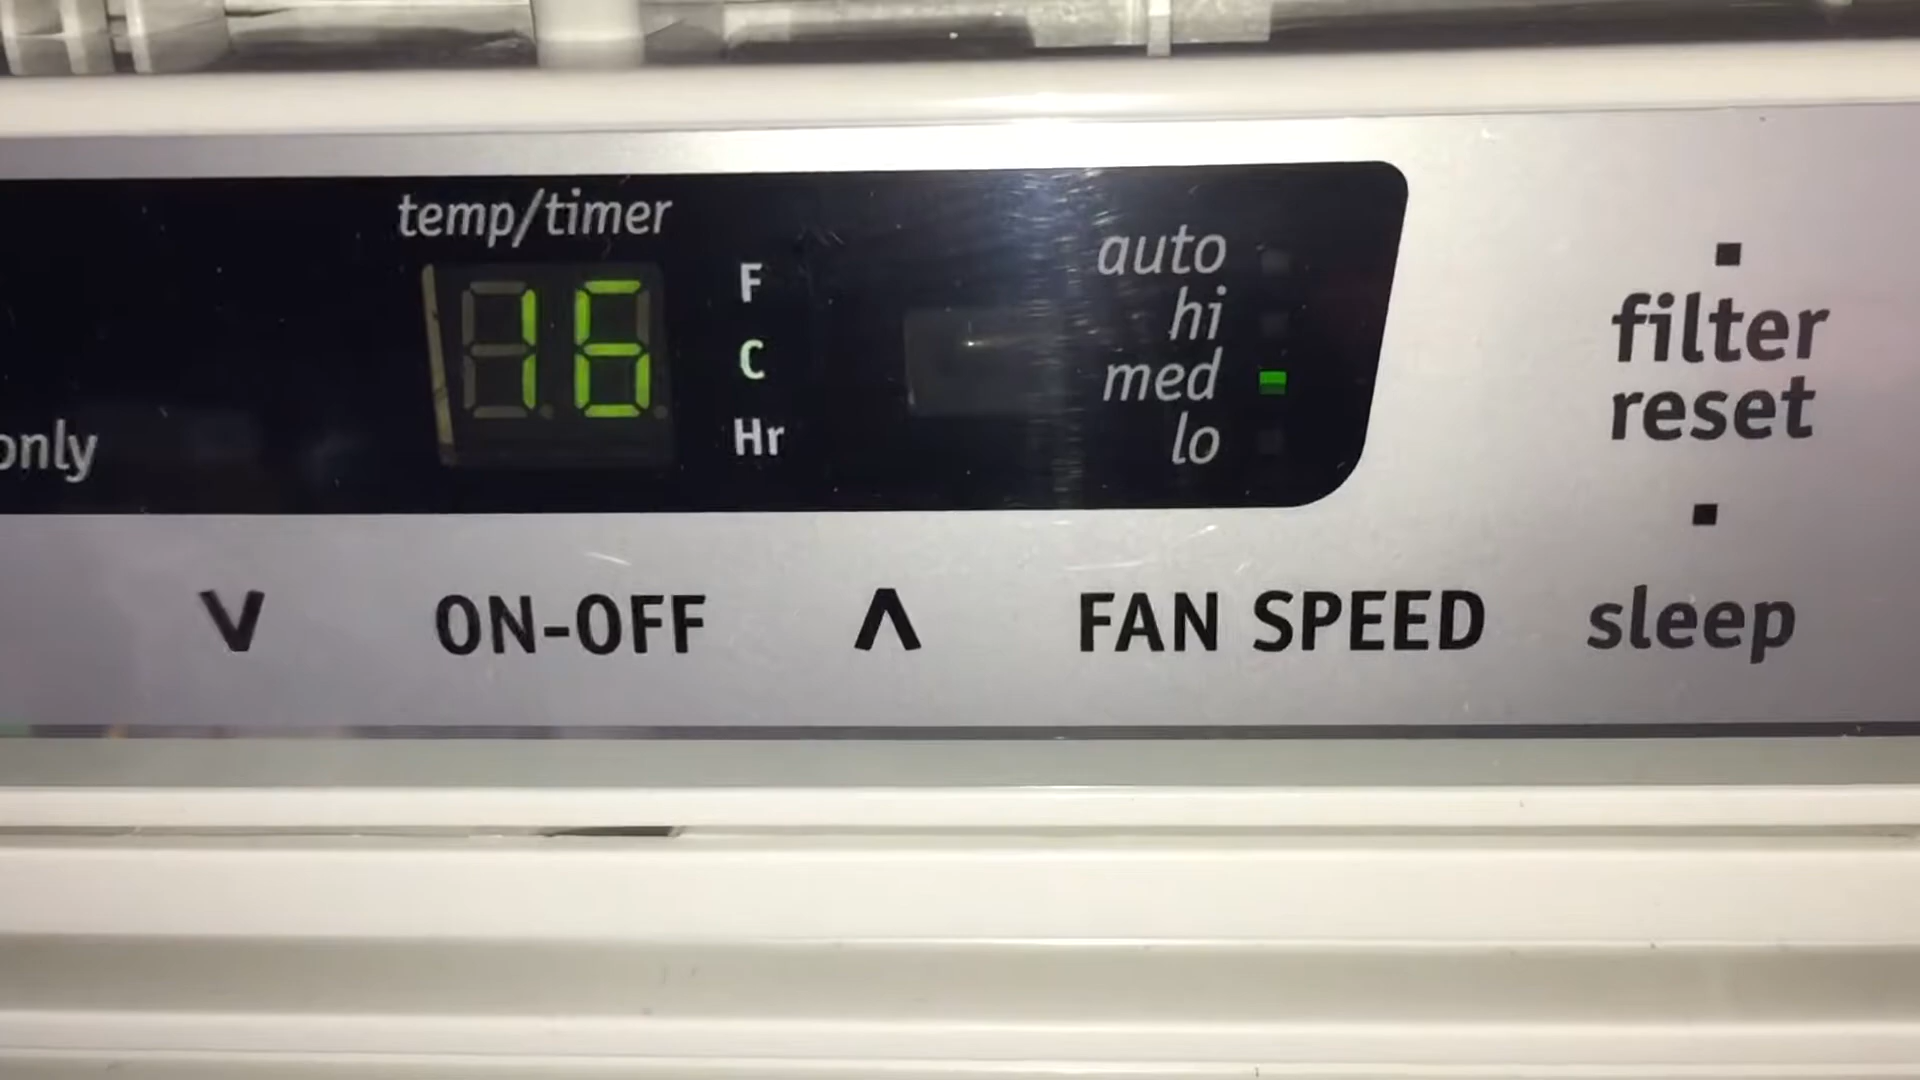 temp/timer
16
F
C
Hr
auto
hi
med
lo
only
filter
reset
ON-OFF
FAN SPEED
sleep